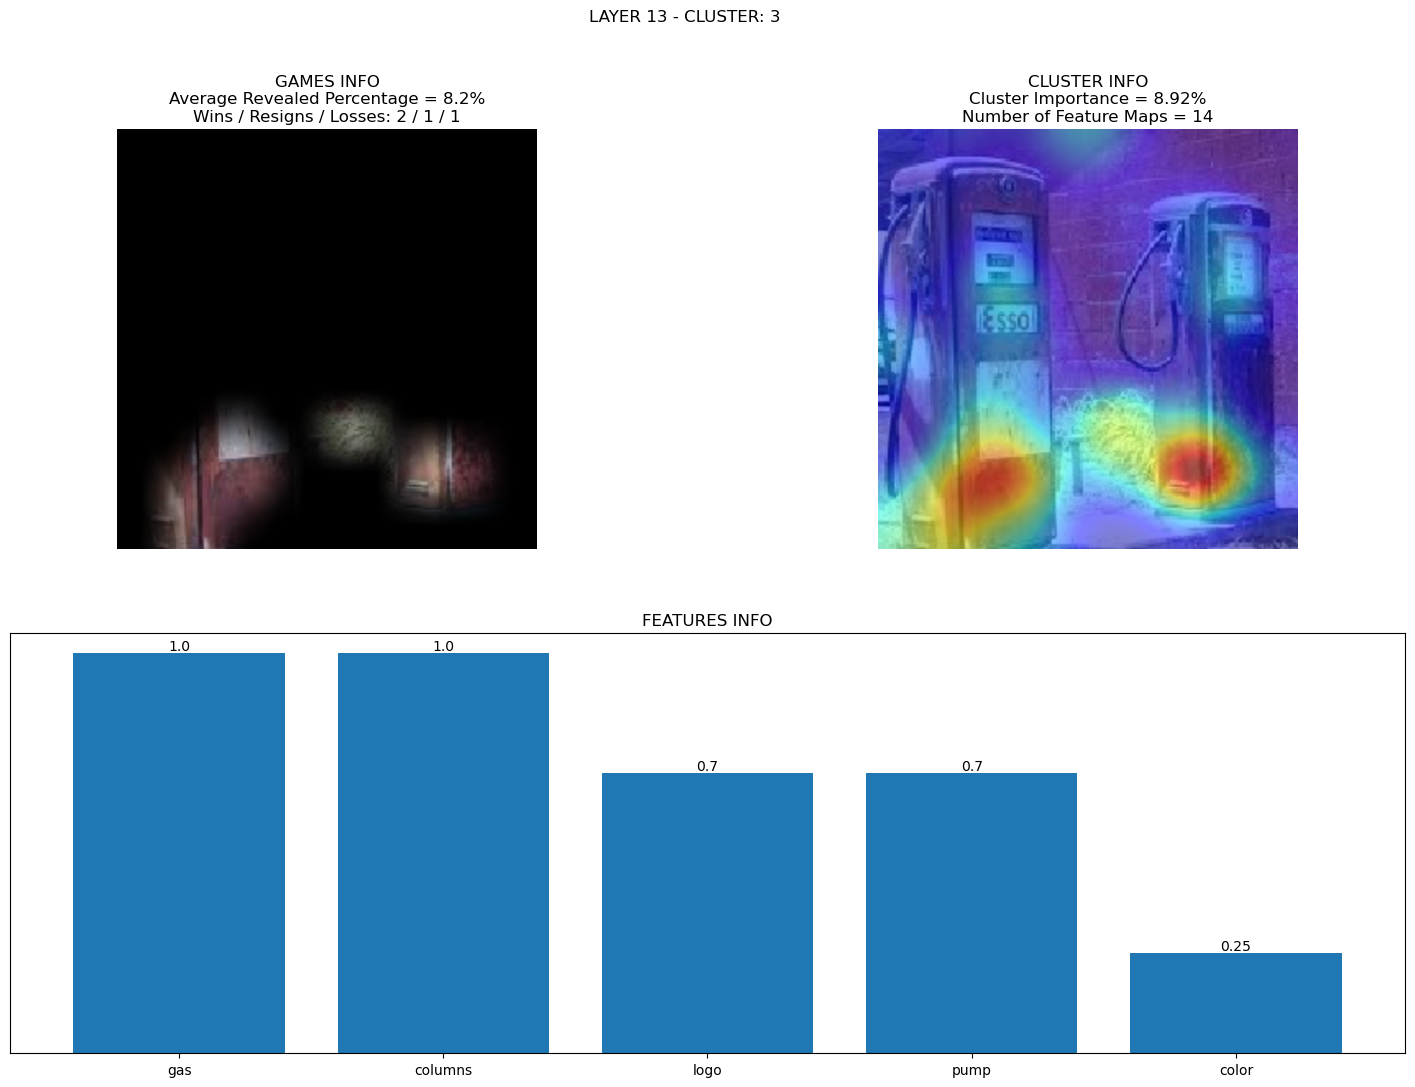 LAYER 13 - CLUSTER: 3
GAMES INFO
Average Revealed Percentage = 8.2%
Wins / Resigns / Losses: 2 / 1 / 1
CLUSTER INFO
Cluster Importance = 8.92%
Number of Feature Maps = 14
ESSO
FEATURES INFO
1.0
1.0
0.7
0.7
0.25
gas
columns
logo
pump
color